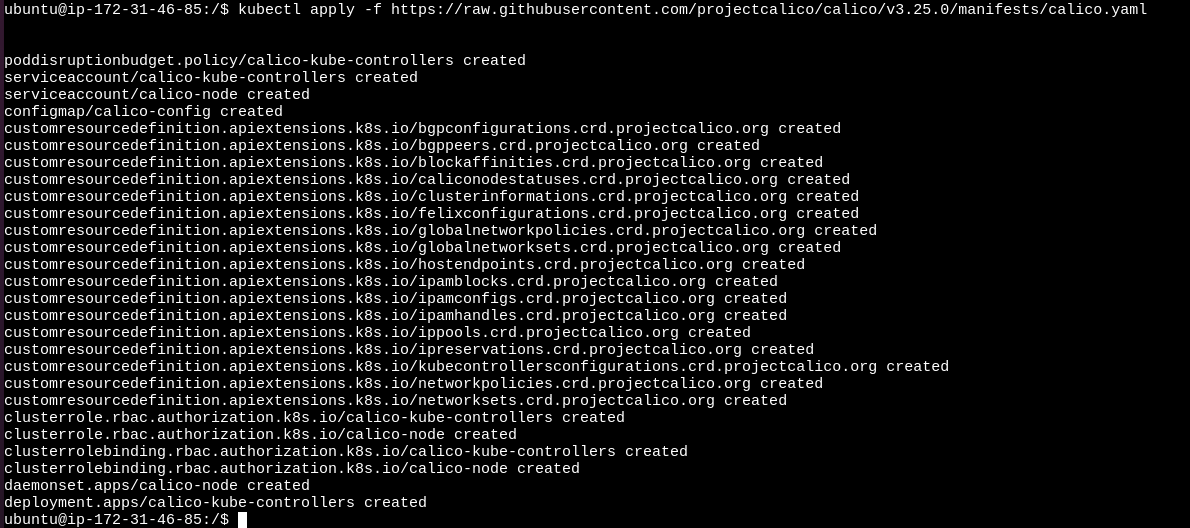 ubuntu@ip-172-31-46-85:/$ kubectl apply -f https://raw.githubusercontent.com/projectcalico/calico/v3.25.0/manifests/calico.yaml
poddisruptionbudget.policy/calico-kube-controllers created
serviceaccount/calico-kube-controllers created
serviceaccount/calico-node created
configmap/calico-config created
customresourcedefinition.apiextensions.k8s.io/bgpconfigurations.crd.projectcalico.org created
customresourcedefinition.apiextensions.k8s.io/bgppeers.crd.projectcalico.org created
customresourcedefinition.apiextensions.k8s.io/blockaffinities.crd.projectcalico.org created
customresourcedefinition.apiextensions.k8s.io/caliconodestatuses.crd.projectcalico.org created
customresourcedefinition.apiextensions.k8s.io/clusterinformations.crd.projectcalico.org created
customresourcedefinition.apiextensions.k8s.io/felixconfigurations.crd.projectcalico.org created
customresourcedefinition.apiextensions.k8s.io/globalnetworkpolicies.crd.projectcalico.org created
customresourcedefinition.apiextensions.k8s.io/globalnetworksets.crd.projectcalico.org created
customresourcedefinition.apiextensions.k8s.io/hostendpoints.crd.projectcalico.org created
customresourcedefinition.apiextensions.k8s.io/ipamblocks.crd.projectcalico.org created
customresourcedefinition.apiextensions.k8s.io/ipamconfigs.crd.projectcalico.org created
customresourcedefinition.apiextensions.k8s.io/ipamhandles.crd.projectcalico.org created
customresourcedefinition.apiextensions.k8s.io/ippools.crd.projectcalico.org created
customresourcedefinition.apiextensions.k8s.io/ipreservations.crd.projectcalico.org created
customresourcedefinition.apiextensions.k8s.io/kubecontrollersconfigurations.crd.projectcalico.org created
customresourcedefinition.apiextensions.k8s.io/networkpolicies.crd.projectcalico.org created
customresourcedefinition.apiextensions.k8s.io/networksets.crd.projectcalico.org created
clusterrole.rbac.authorization.k8s.io/calico-kube-controllers created
clusterrole.rbac.authorization.k8s.io/calico-node created
clusterrolebinding.rbac.authorization.k8s.io/calico-kube-controllers created
clusterrolebinding.rbac.authorization.k8s.io/calico-node created
daemonset.apps/calico-node created
deployment.apps/calico-kube-controllers created
ubuntu@ip-172-31-46-85:/$